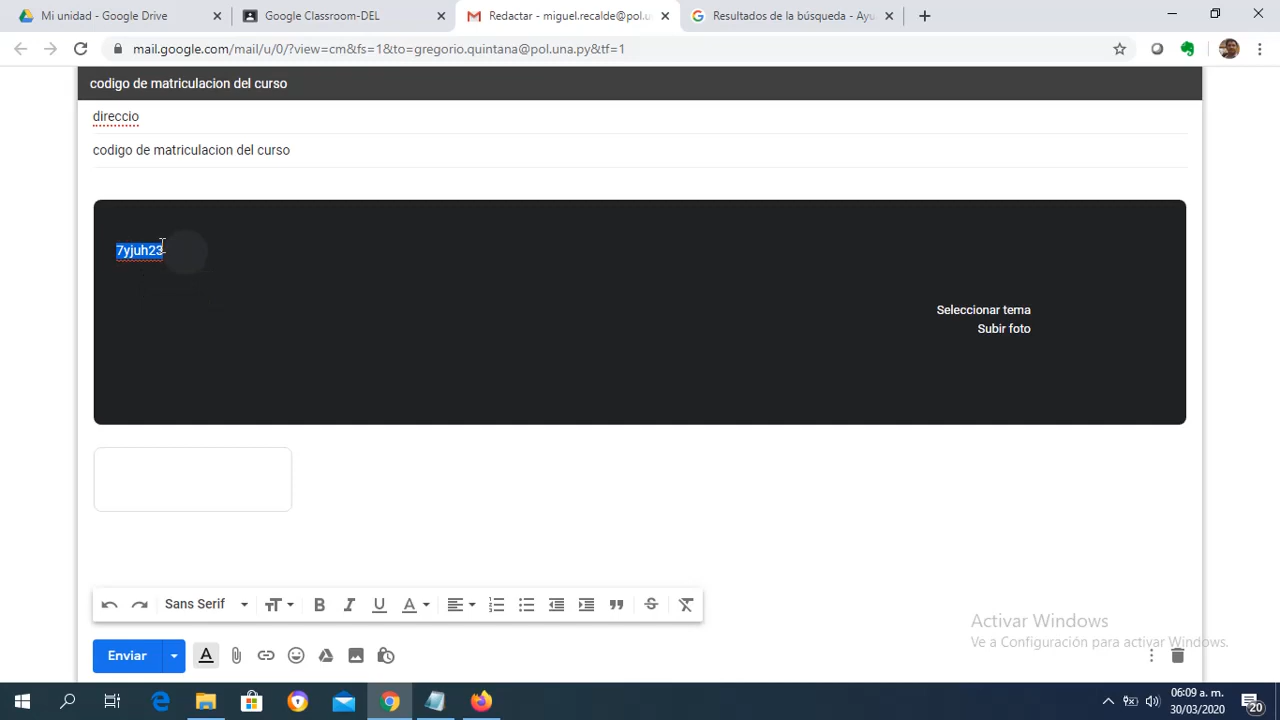 Mi unidad - Google Drive
Google Classroom-DEL
Redactar - miguel.recalde@pol.u
Resultados de la búsqueda - Ayu
mail.google.com/mail/u/0/?view=cm&fs=1&to=gregorio.quintana@pol.una.py&tf=1
codigo de matriculacion del curso
direccio
codigo de matriculacion del curso
7yjuh23
Seleccionar tema
Subir foto
Sans Serif
Activar Windows
Ve a Configuración para activar Windows.
Enviar
06:09 a. m.
30/03/2020
20